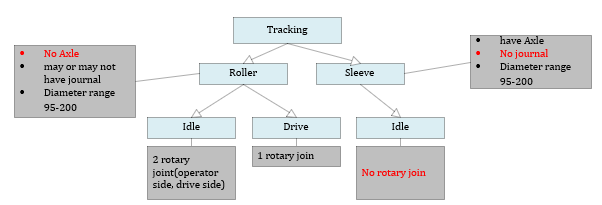 Tracking
• No Axle
• may or may not
have journal
• Diameter range
95-200
Roller
Sleeve
• have Axle
• No journal
• Diameter range
95-200
Idle
Drive
Idle
2 rotary
joint(operator
side, drive side)
1 rotary join
No rotary join